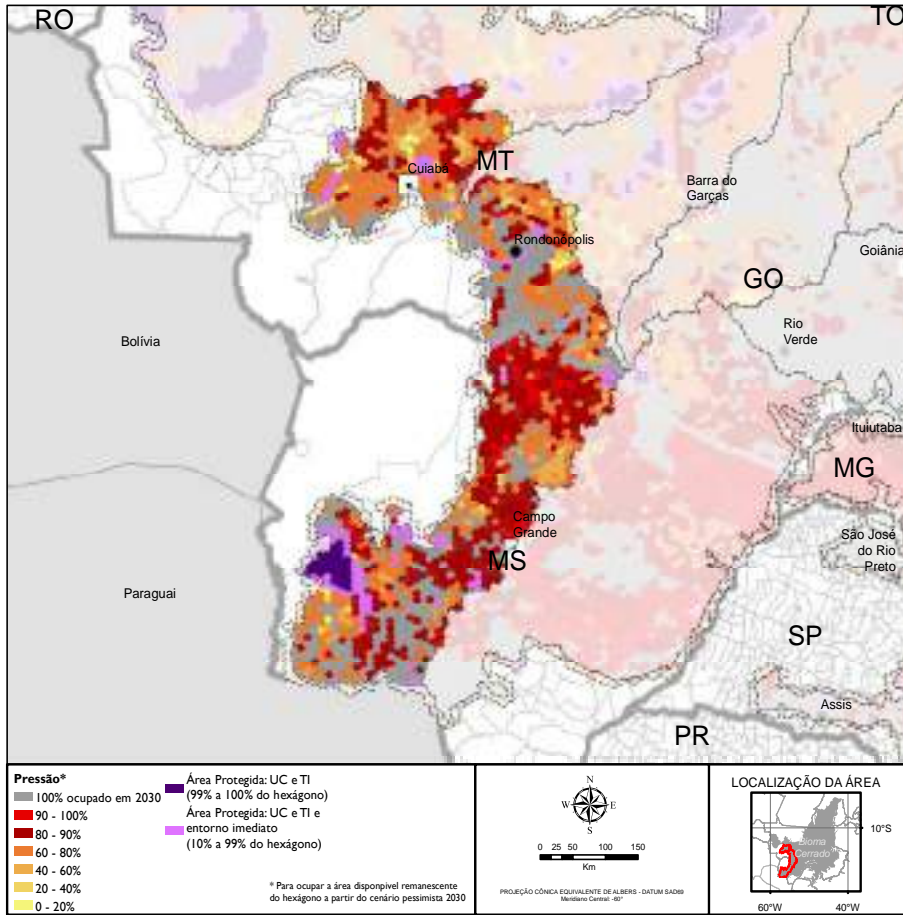 RO
TO
MT
Cuiabá
Barra do
Garças
Rondonópolis
Goiânia
GO
Rio
Verde
Bolívia
Ituiutaba
MG
Campo
Grande
São José
do Rio
Preto
MS
Paraguai
SP
Assis
PR
Pressão*
100% ocupado em 2030
90 - 100%
80 - 90%
60 - 80%
40 - 60%
20 - 40%
0 - 20%
Área Protegida: UC e TI
(99% a 100% do hexágono)
Área Protegida: UC e TI e
entorno imediato
(10% a 99% do hexágono)
* Para ocupar a área disponpivel remanescente
do hexágono a partir do cenário pessimista 2030
N
W E
S
0 25 50 100 150
Km
PROJEÇÃO CÔNICA EQUIVALENTE DE ALBERS - DATUM SAD69
Meridiano Central: -60°
LOCALIZAÇÃO DA ÁREA
10°S
Bioma
Cerrado
60°W 40°W